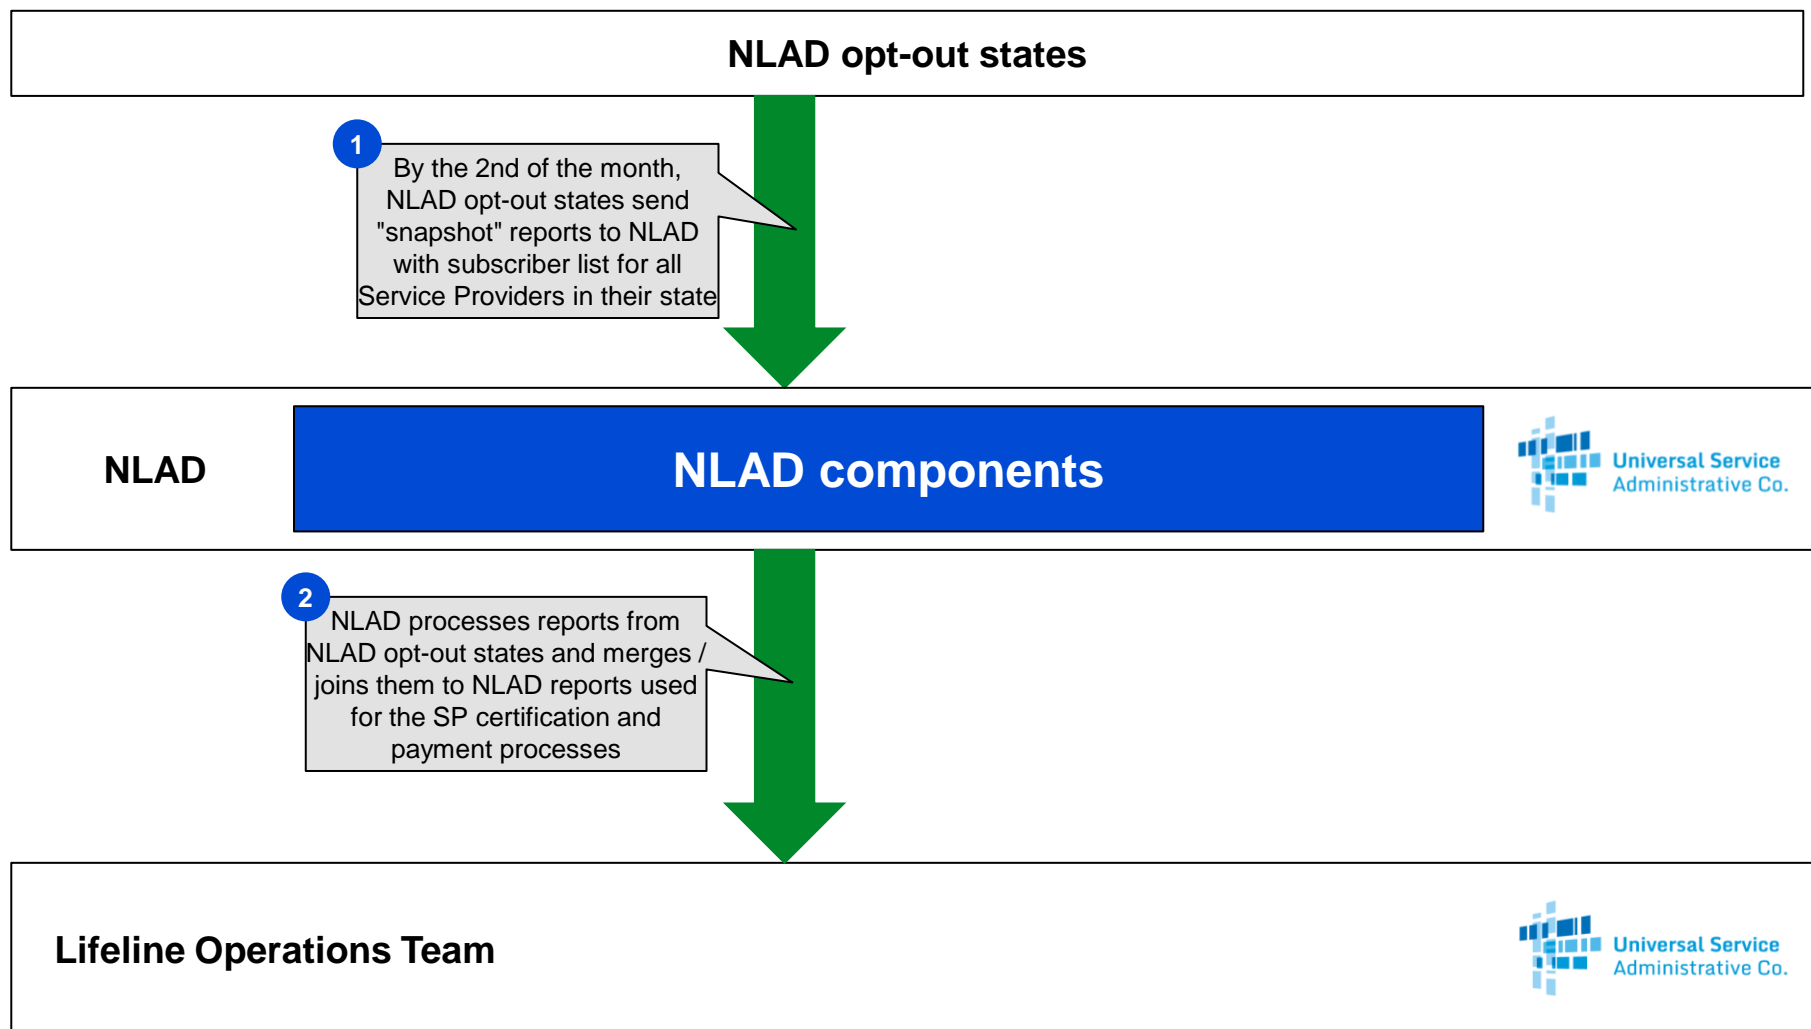 NLAD opt-out states
1
By the 2nd of the month,
NLAD opt-out states send
"snapshot" reports to NLAD
with subscriber list for all
Service Providers in their state
NLAD
NLAD components
Universal Service
Administrative Co.
2
NLAD processes reports from
NLAD opt-out states and merges /
joins them to NLAD reports used
for the SP certification and
payment processes
Lifeline Operations Team
Universal Service
Administrative Co.